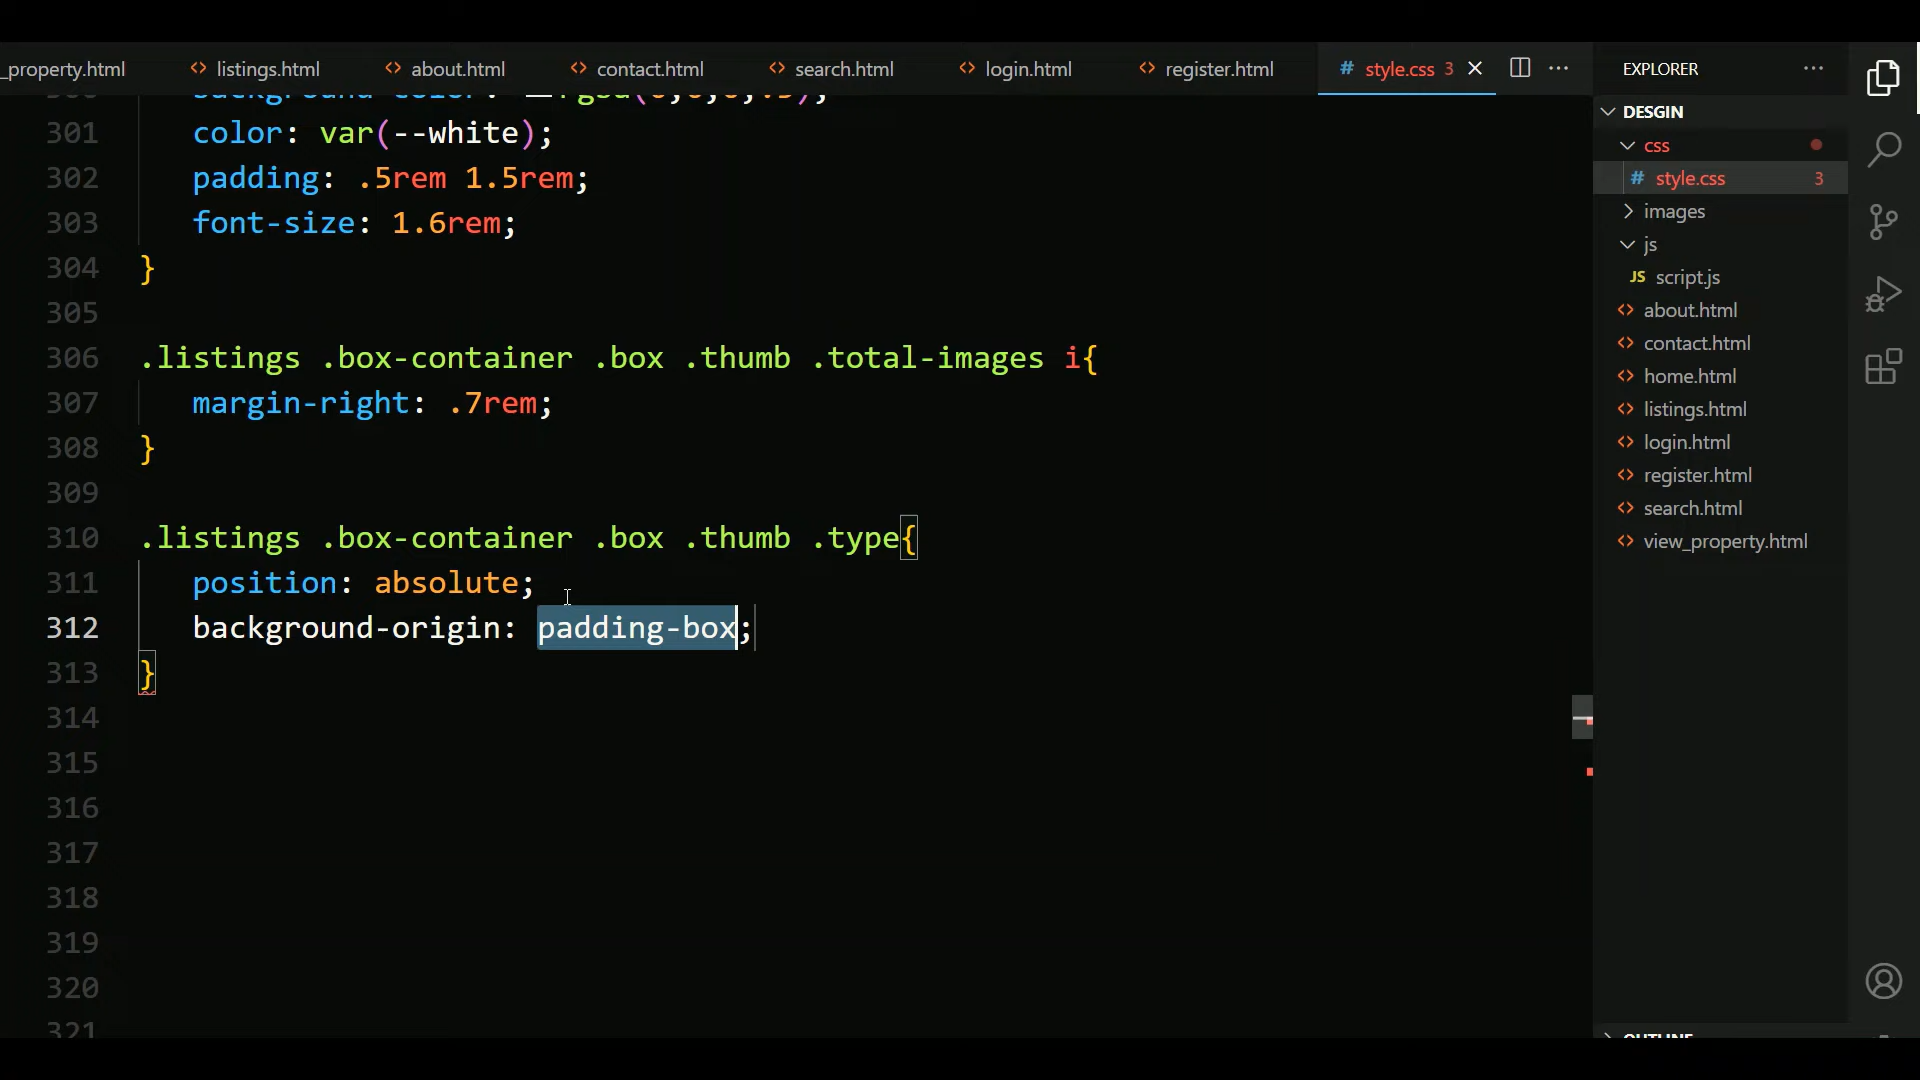 _property.html
listings.html
about.html
contact.html
search.html
login.html
register.html
# style.css 3
301 color: var(--white);
302 padding: .5rem 1.5rem;
303 font-size: 1.6rem;
304 }
305
306 .listings .box-container .box .thumb .total-images i{
307 margin-right: .7rem;
308 }
309
310 .listings .box-container .box .thumb .type{
311 position: absolute;
312 background-origin: padding-box;
313 }
314
315
316
317
318
319
320
321
EXPLORER
DESGIN
css
# style.css 3
images
js
JS script.js
about.html
contact.html
home.html
listings.html
login.html
register.html
search.html
view_property.html
OUTLINE